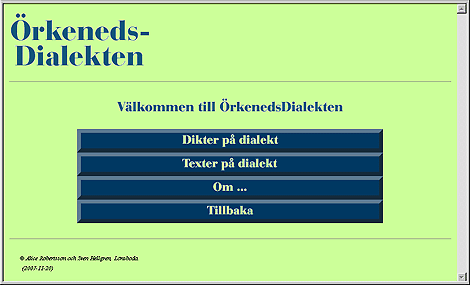 Örkeneds-
Dialekten
Välkommen till ÖrkenedsDialekten
Dikter på dialekt
Texter på dialekt
Om ...
Tillbaka
© Alice Robertsson och Sven Hellgren, Lönsboda.
(2007-11-20)